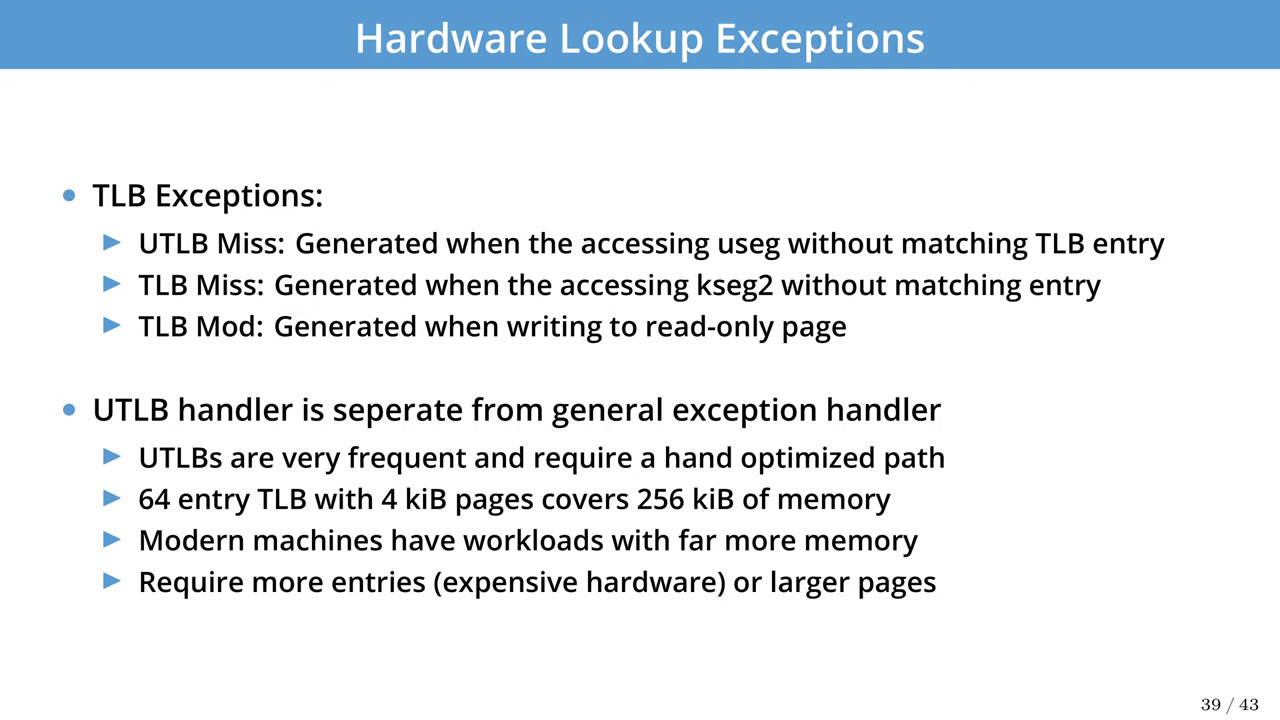 Hardware Lookup Exceptions
TLB Exceptions:
UTLB Miss: Generated when the accessing useg without matching TLB entry
TLB Miss: Generated when the accessing kseg2 without matching entry
TLB Mod: Generated when writing to read-only page
UTLB handler is seperate from general exception handler
UTLBs are very frequent and require a hand optimized path
64 entry TLB with 4 kiB pages covers 256 kiB of memory
Modern machines have workloads with far more memory
Require more entries (expensive hardware) or larger pages
39 / 43